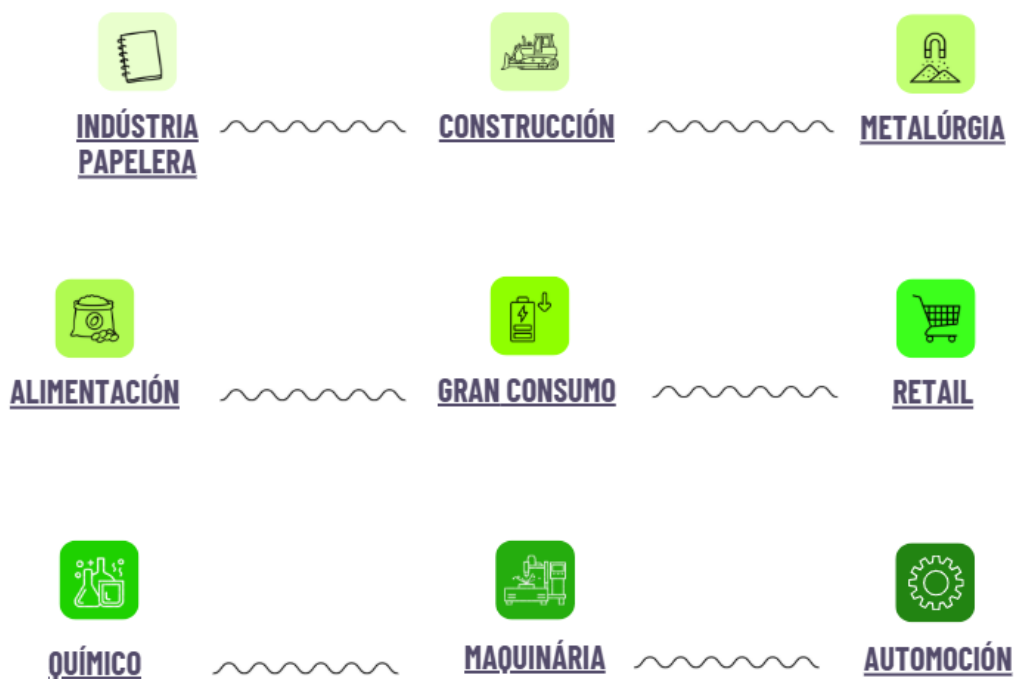 INDÚSTRIA
PAPELERA
CONSTRUCCIÓN
METALÚRGIA
ALIMENTACIÓN
GRAN CONSUMO
RETAIL
QUÍMICO
MAQUINÁRIA
AUTOMOCIÓN